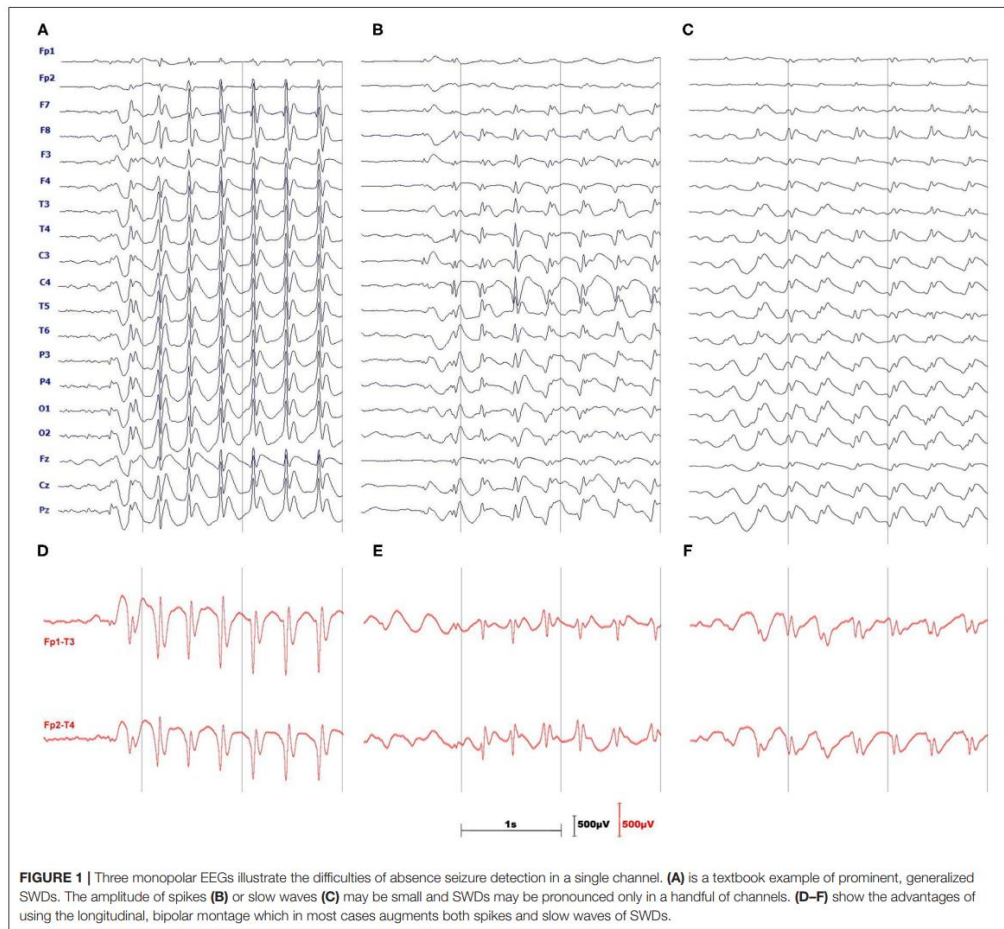 A
B
C
Fp1
Fp2
F7
F8
F3
F4
T3
T4
C3
C4
T5
T6
P3
P4
O1
O2
Fz
Cz
Pz
D
E
F
Fp1-T3
Fp2-T4
1s
500μV
500μV
FIGURE 1 | Three monopolar EEGs illustrate the difficulties of absence seizure detection in a single channel. (A) is a textbook example of prominent, generalized
SWDs. The amplitude of spikes (B) or slow waves (C) may be small and SWDs may be pronounced only in a handful of channels. (D–F) show the advantages of
using the longitudinal, bipolar montage which in most cases augments both spikes and slow waves of SWDs.